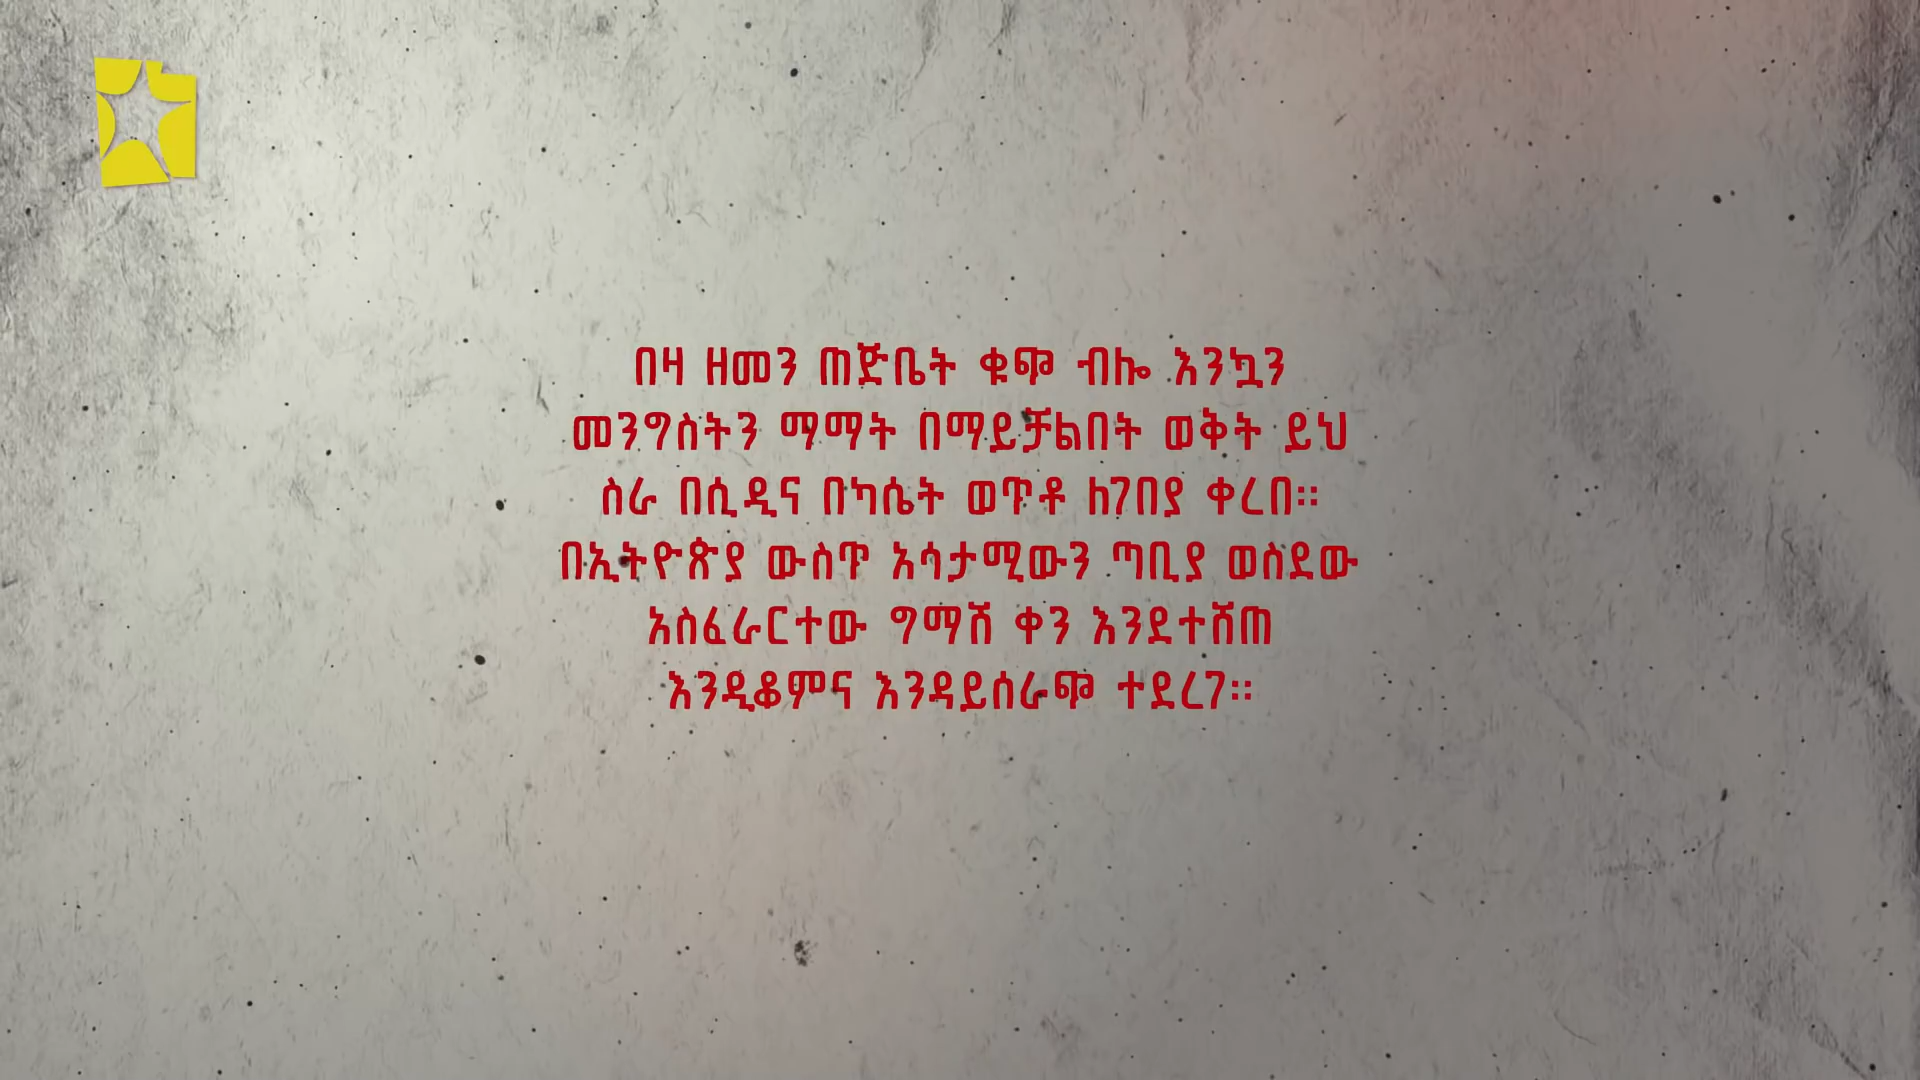 በዛ ዘመን ጠጅቤት ቁጭ ብሎ እንኳን
መንግስትን ማማት በማይቻልበት ወቅት ይህ
ስራ በሲዲና በካሴት ወጥቶ ለገበያ ቀረበ።
በኢትዮጵያ ውስጥ አሳታሚውን ጣቢያ ወስደው
አስፈራርተው ግማሽ ቀን እንደተሸጠ
እንዲቆምና እንዳይሰራጭ ተደረገ።